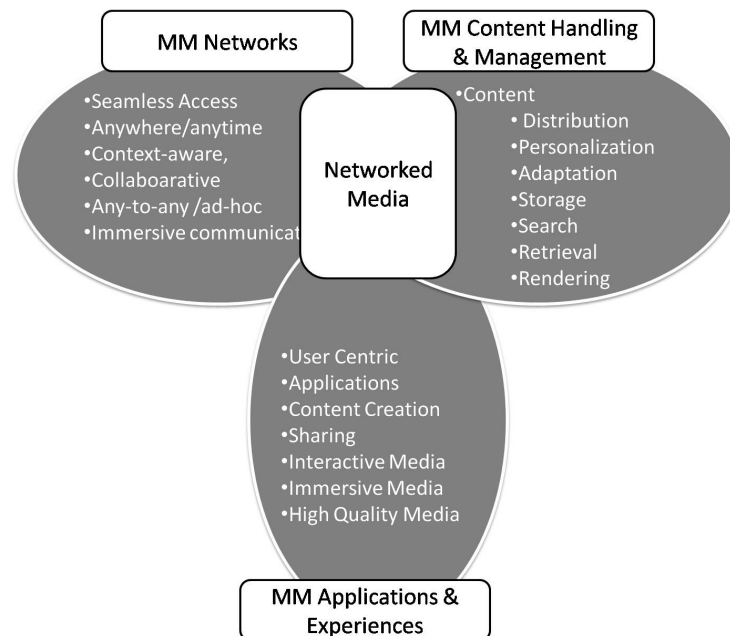 MM Networks
•Seamless Access
•Anywhere/anytime
•Context-aware,
•Collaboarative
•Any-to-any /ad-hoc
•Immersive communicat
MM Content Handling
& Management
•Content
• Distribution
• Personalization
• Adaptation
• Storage
• Search
• Retrieval
• Rendering
Networked
Media
•User Centric
•Applications
•Content Creation
•Sharing
•Interactive Media
•Immersive Media
•High Quality Media
MM Applications &
Experiences